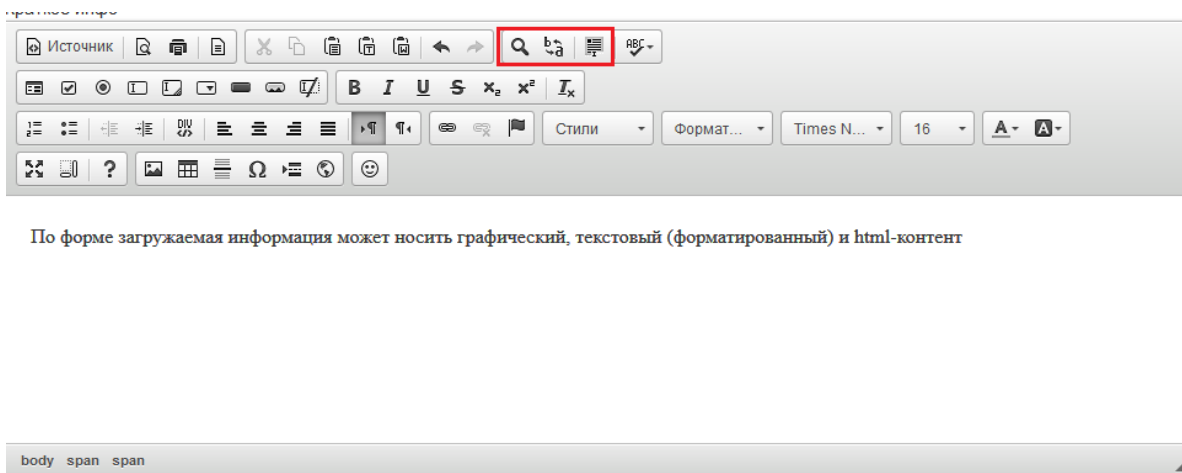 Источник
ABC
B I U S x₂ x² Tx
DIV Стили Формат... Times N... 16 A A
? Ω
По форме загружаемая информация может носить графический, текстовый (форматированный) и html-контент
body span span